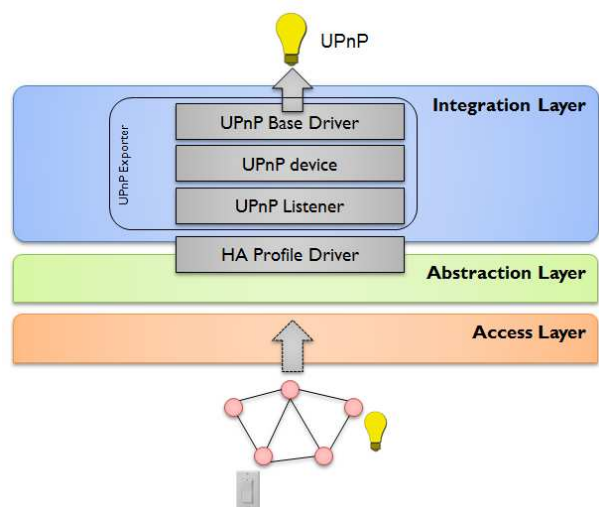 UPnP
Integration Layer
UPnP Exporter
UPnP Base Driver
UPnP device
UPnP Listener
HA Profile Driver
Abstraction Layer
Access Layer